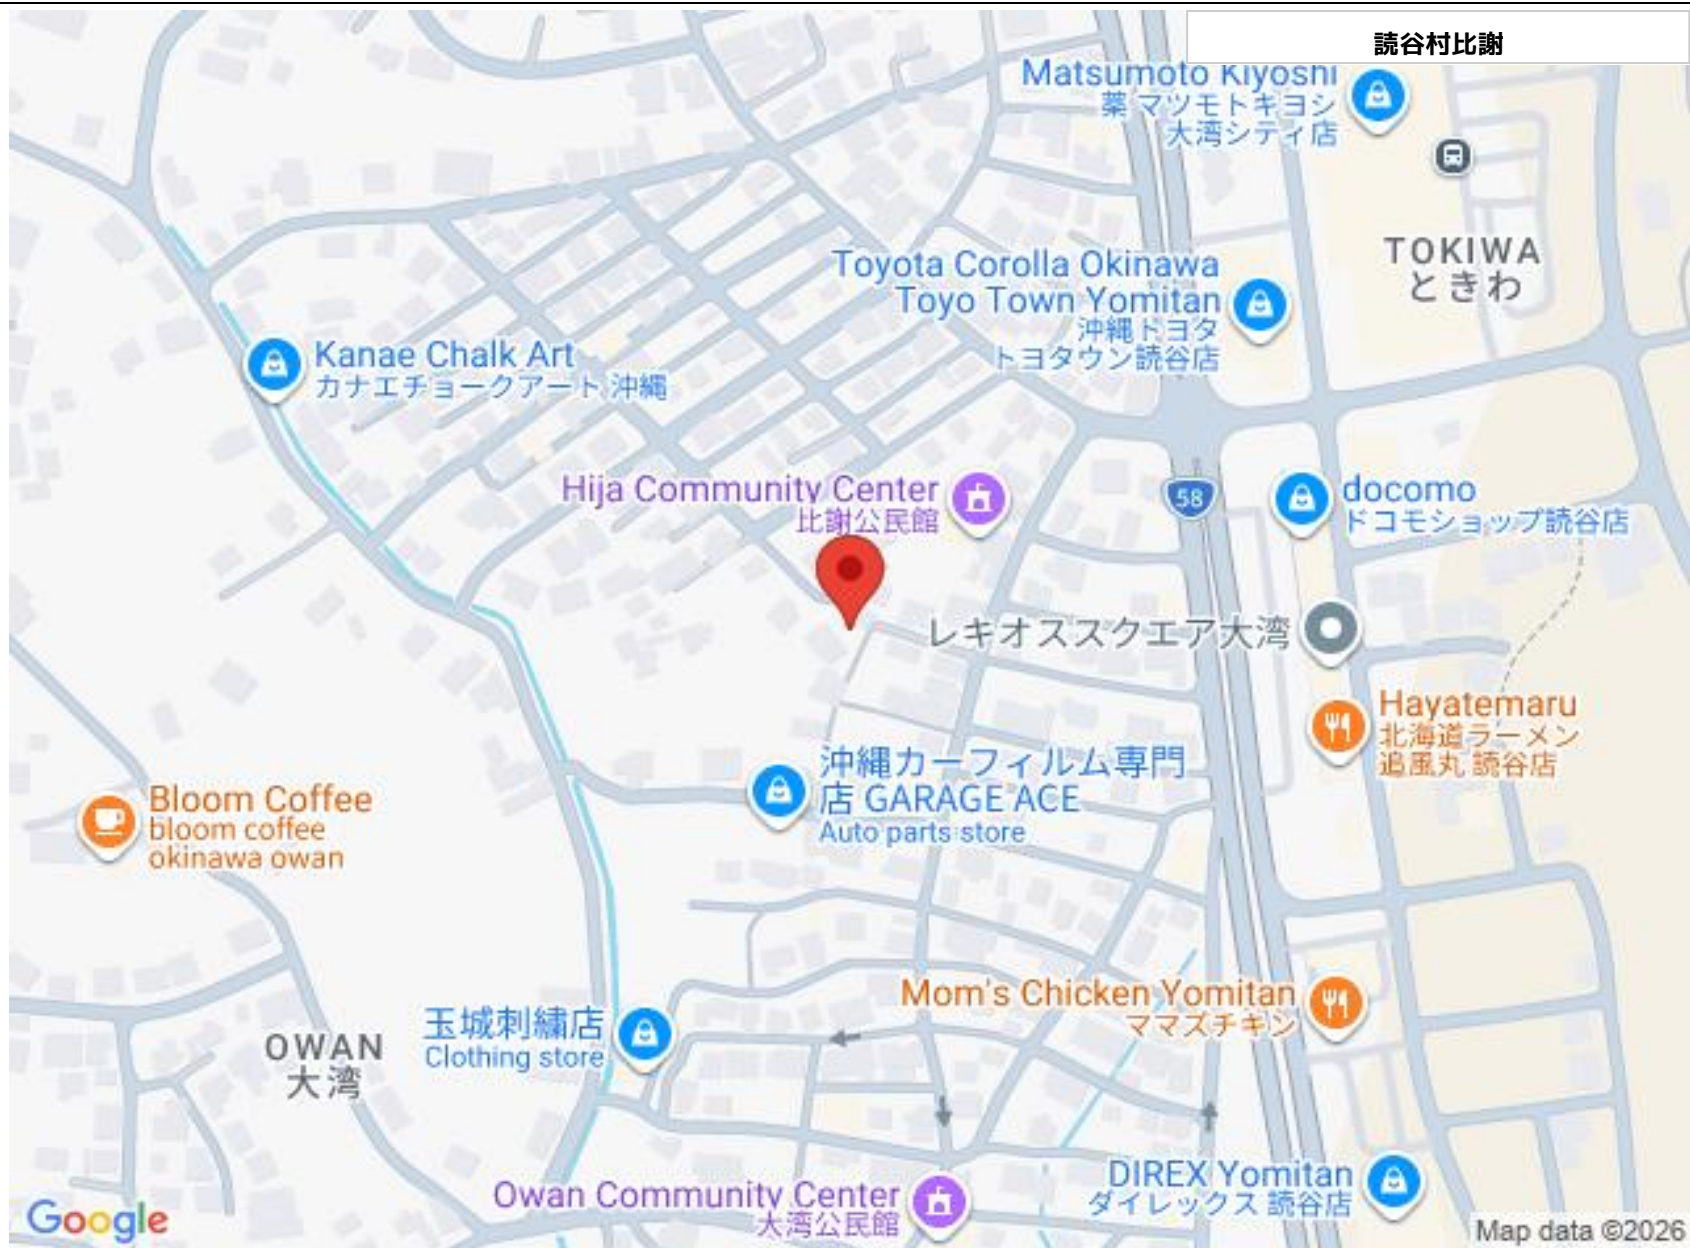 読谷村比謝
Matsumoto Kiyoshi
薬 マツモトキヨシ
大湾シティ店
TOKIWA
ときわ
Toyota Corolla Okinawa
Toyo Town Yomitan
沖縄トヨタ
トヨタウン読谷店
Kanae Chalk Art
カナエチョークアート 沖縄
Hija Community Center
比謝公民館
58
docomo
ドコモショップ読谷店
レキオススクエア大湾
Hayatemaru
北海道ラーメン
追風丸 読谷店
沖縄カーフィルム専門
店 GARAGE ACE
Auto parts store
Bloom Coffee
bloom coffee
okinawa owan
Mom's Chicken Yomitan
ママズチキン
玉城刺繍店
Clothing store
OWAN
大湾
DIREX Yomitan
ダイレックス 読谷店
Owan Community Center
大湾公民館
Google
Map data ©2026